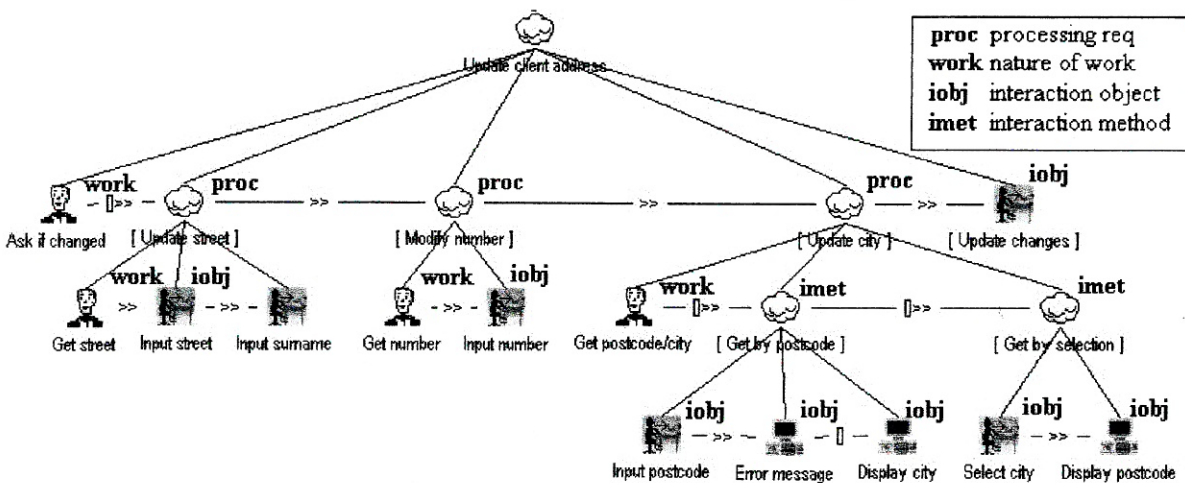 Update client address
proc processing req
work nature of work
iobj interaction object
imet interaction method
work proc proc proc iobj
[]>> >> >> >>
Ask if changed [ Update street ] [ Modify number ] [ Update city ] [ Update changes ]
work iobj work iobj work imet imet
>> >> >> []>> []>>
Get street Input street Input surname Get number Input number Get postcode/city [ Get by postcode ] [ Get by selection ]
iobj iobj iobj iobj iobj
>> [] >>
Input postcode Error message Display city Select city Display postcode